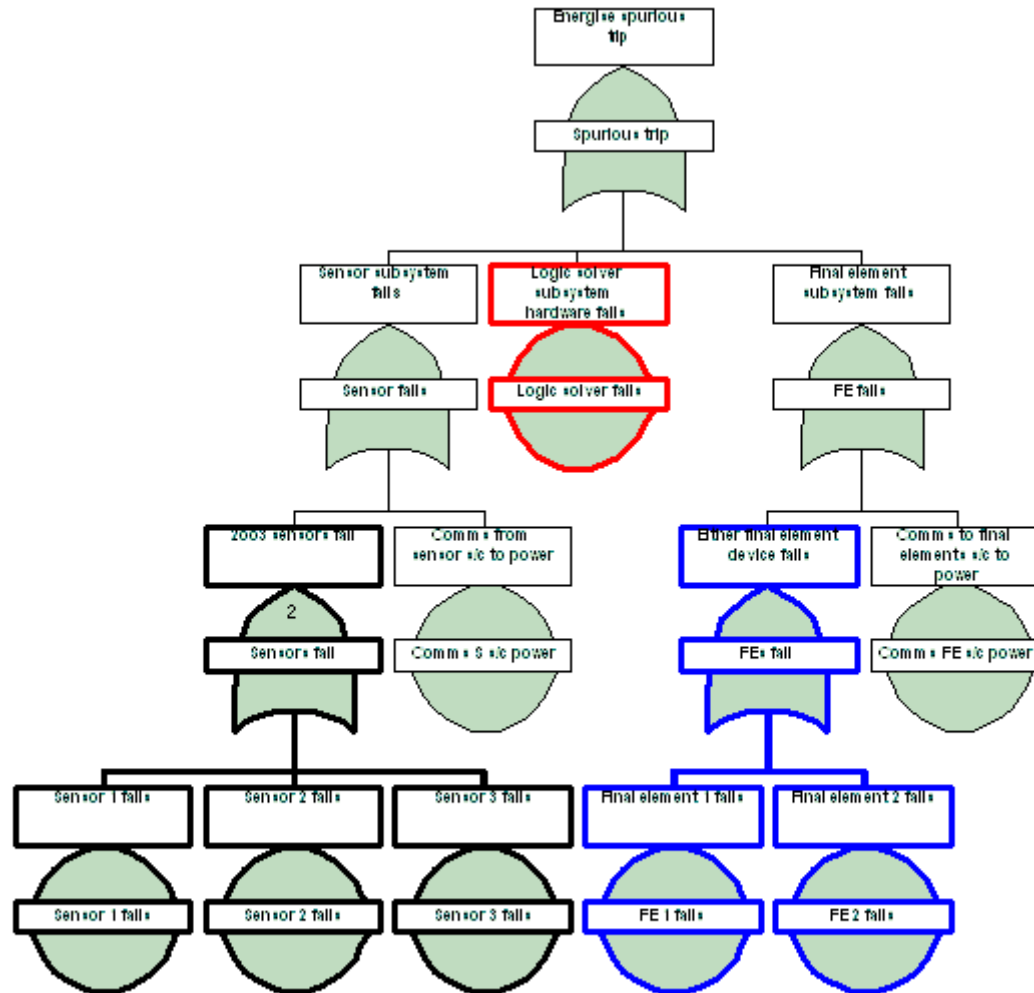 Energise spurious
trip
Spurious trip
Sensor subsystem
fails
Logic solver
subsystem
hardware fails
Final element
subsystem fails
Sensor fails
Logic solver fails
FE fails
2oo3 sensors fail
Comms from
sensor s/c to power
Either final element
device fails
Comms to final
elements s/c to
power
2
Sensors fail
Comms S s/c power
FEs fail
Comms FE s/c power
Sensor 1 fails
Sensor 2 fails
Sensor 3 fails
Final element 1 fails
Final element 2 fails
Sensor 1 fails
Sensor 2 fails
Sensor 3 fails
FE 1 fails
FE 2 fails